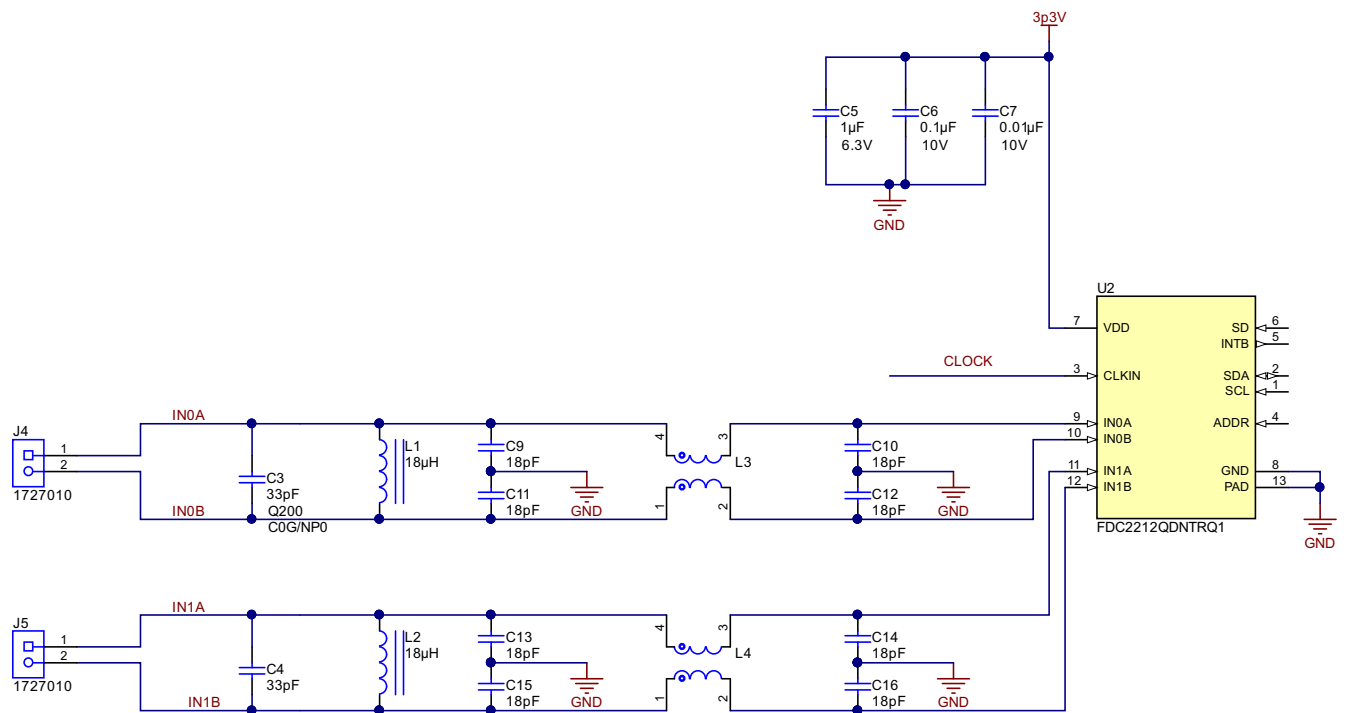 3p3V
C5
1µF
6.3V
C6
0.1µF
10V
C7
0.01µF
10V
GND
U2
7 VDD
SD 6
INTB 5
CLOCK
3 CLKIN
SDA 2
SCL 1
9 IN0A
ADDR 4
10 IN0B
11 IN1A
GND 8
12 IN1B
PAD 13
FDC2212QDNTRQ1
GND
J4
1
2
1727010
IN0A
IN0B
C3
33pF
Q200
C0G/NP0
L1
18µH
C9
18pF
C11
18pF
GND
4
3
L3
1
2
C10
18pF
C12
18pF
GND
J5
1
2
1727010
IN1A
IN1B
C4
33pF
L2
18µH
C13
18pF
C15
18pF
GND
4
3
L4
1
2
C14
18pF
C16
18pF
GND